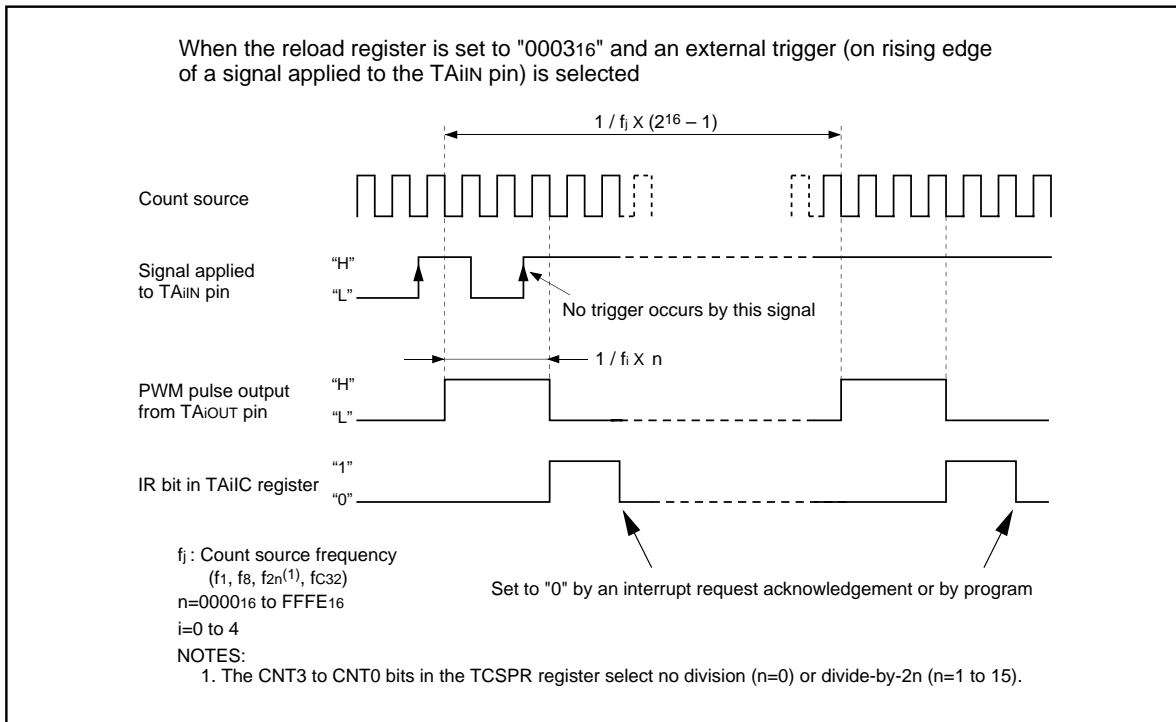 When the reload register is set to "000316" and an external trigger (on rising edge
of a signal applied to the TAiIN pin) is selected
1 / fj X (216 – 1)
Count source
Signal applied
to TAiIN pin
“H”
“L”
No trigger occurs by this signal
1 / fi X n
PWM pulse output
from TAiOUT pin
“H”
“L”
IR bit in TAiIC register
“1”
“0”
fj : Count source frequency
(f1, f8, f2n(1), fC32)
n=000016 to FFFE16
i=0 to 4
Set to "0" by an interrupt request acknowledgement or by program
NOTES:
1. The CNT3 to CNT0 bits in the TCSPR register select no division (n=0) or divide-by-2n (n=1 to 15).